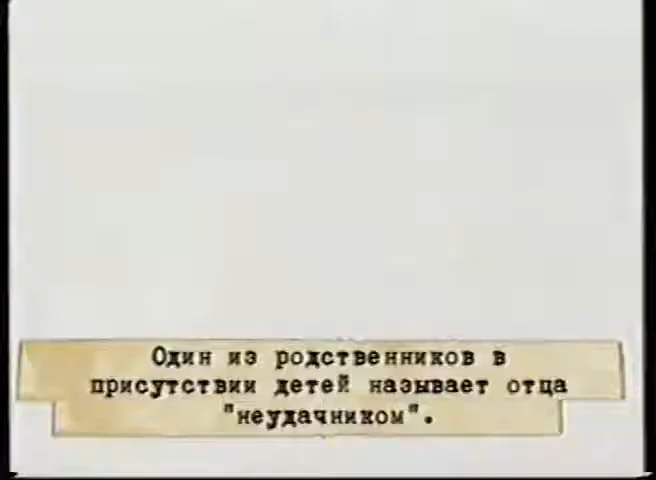 Один из родственников в
присутствии детей называет отца
"неудачником".